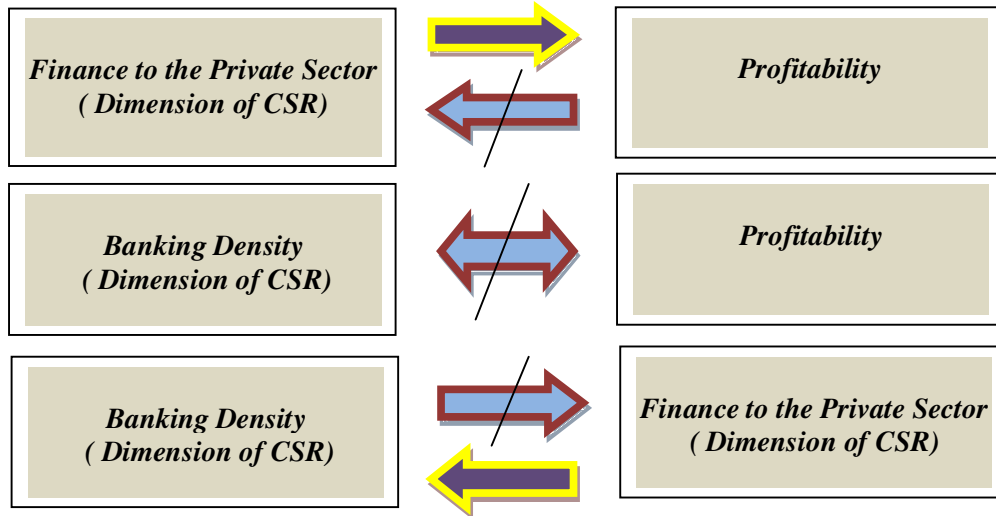 Finance to the Private Sector
( Dimension of CSR)
Profitability
Banking Density
( Dimension of CSR)
Profitability
Banking Density
( Dimension of CSR)
Finance to the Private Sector
( Dimension of CSR)